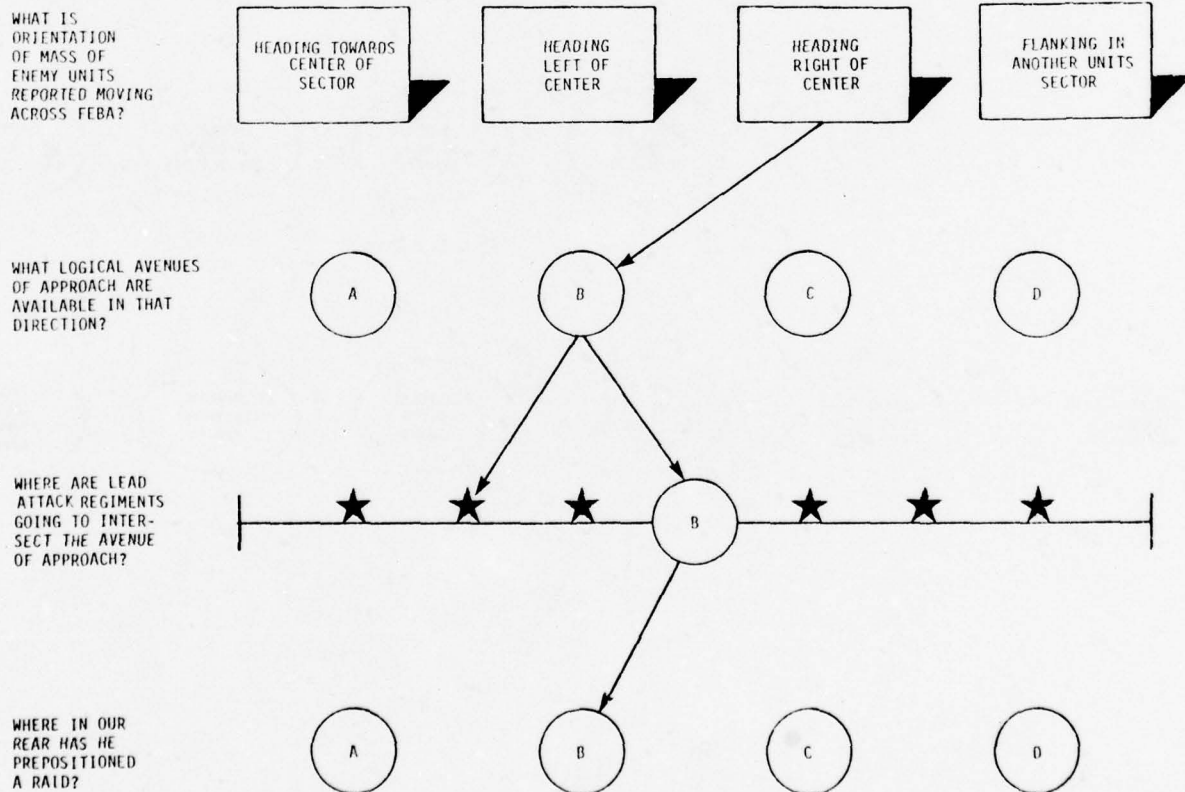 WHAT IS
ORIENTATION
OF MASS OF
ENEMY UNITS
REPORTED MOVING
ACROSS FEBA?
HEADING TOWARDS
CENTER OF
SECTOR
HEADING
LEFT OF
CENTER
HEADING
RIGHT OF
CENTER
FLANKING IN
ANOTHER UNITS
SECTOR
WHAT LOGICAL AVENUES
OF APPROACH ARE
AVAILABLE IN THAT
DIRECTION?
A
B
C
D
WHERE ARE LEAD
ATTACK REGIMENTS
GOING TO INTER-
SECT THE AVENUE
OF APPROACH?
B
WHERE IN OUR
REAR HAS HE
PREPOSITIONED
A RAID?
A
B
C
D